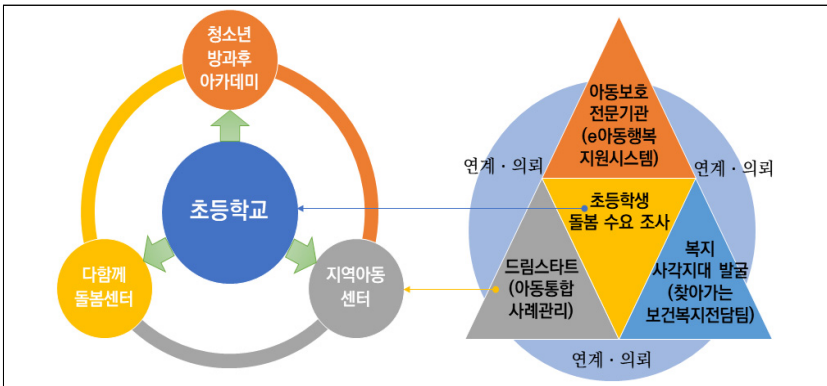 청소년
방과후
아카데미
초등학교
다함께
돌봄센터
지역아동
센터
아동보호
전문기관
(e아동행복
지원시스템)
연계 · 의뢰
연계 · 의뢰
초등학생
돌봄 수요 조사
드림스타트
(아동통합
사례관리)
복지
사각지대 발굴
(찾아가는
보건복지전담팀)
연계 · 의뢰